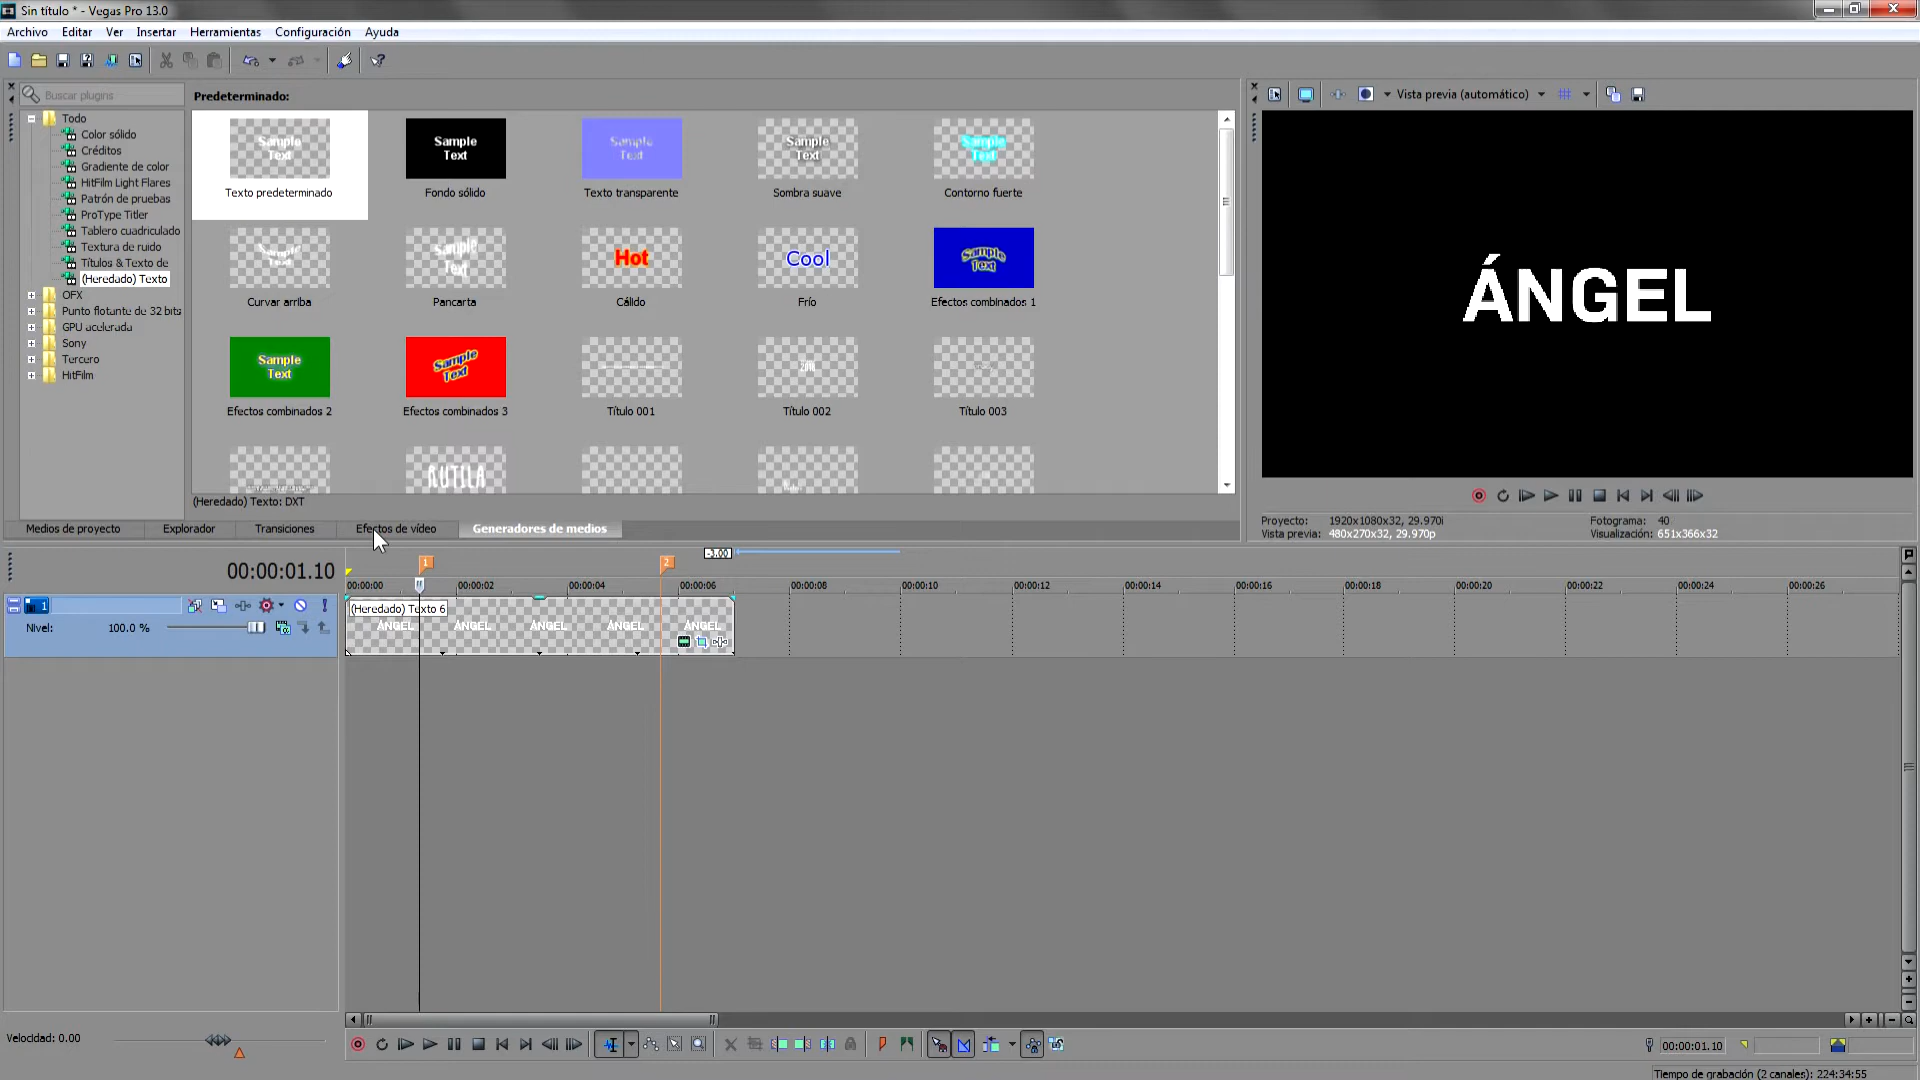 Sin título * - Vegas Pro 13.0
Archivo Editar Ver Insertar Herramientas Configuración Ayuda
Buscar plugins
Predeterminado:
Vista previa (automático)
Todo
Color sólido
Créditos
Gradiente de color
HitFilm Light Flares
Patrón de pruebas
ProType Titler
Tablero cuadriculado
Textura de ruido
Títulos & Texto de
(Heredado) Texto
OFX
Punto flotante de 32 bits
GPU acelerada
Sony
Tercero
HitFilm
Sample Text
Sample Text
Sample Text
Sample Text
Sample Text
Texto predeterminado Fondo sólido Texto transparente Sombra suave Contorno fuerte
Sample Text
Sample Text
Hot
Cool
Sample Text
Curvar arriba Pancarta Cálido Frío Efectos combinados 1
Sample Text
Sample Text
2018
Efectos combinados 2 Efectos combinados 3 Título 001 Título 002 Título 003
RUTILA
(Heredado) Texto: DXT
ÁNGEL
Medios de proyecto Explorador Transiciones Efectos de vídeo Generadores de medios
Proyecto: 1920x1080x32, 29.970i Fotograma: 40
Vista previa: 480x270x32, 29.970p Visualización: 651x366x32
-3.00
1 2
00:00:01.10
00:00:00 00:00:02 00:00:04 00:00:06 00:00:08 00:00:10 00:00:12 00:00:14 00:00:16 00:00:18 00:00:20 00:00:22 00:00:24 00:00:26
1
(Heredado) Texto 6
Nivel: 100.0 %
ÁNGEL ÁNGEL ÁNGEL ÁNGEL ÁNGEL
Velocidad: 0.00
00:00:01.10
Tiempo de grabación (2 canales): 224:34:55